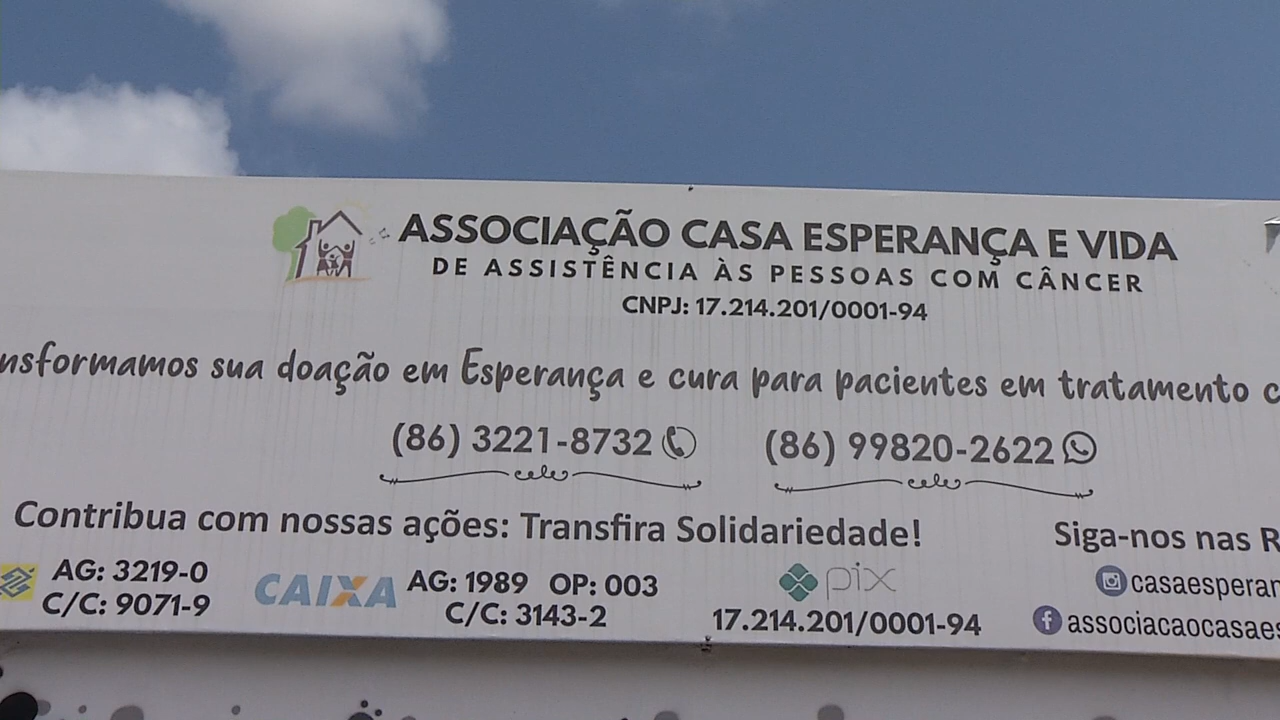 ASSOCIAÇÃO CASA ESPERANÇA E VIDA
DE ASSISTÊNCIA ÀS PESSOAS COM CÂNCER
CNPJ: 17.214.201/0001-94
nsformamos sua doação em Esperança e cura para pacientes em tratamento c
(86) 3221-8732 (86) 99820-2622
Contribua com nossas ações: Transfira Solidariedade! Siga-nos nas R
AG: 3219-0
C/C: 9071-9
CAIXA AG: 1989 OP: 003
C/C: 3143-2
pix
17.214.201/0001-94
casaesperan
associacaocasaes